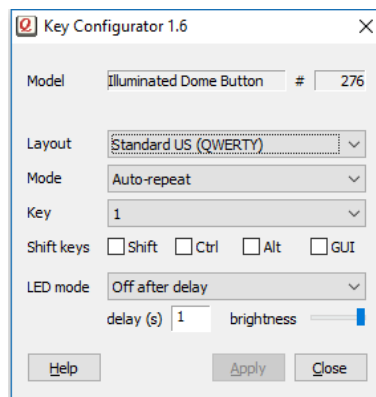 Key Configurator 1.6
Model Illuminated Dome Button # 276
Layout Standard US (QWERTY)
Mode Auto-repeat
Key 1
Shift keys Shift Ctrl Alt GUI
LED mode Off after delay
delay (s) 1 brightness
Help Apply Close